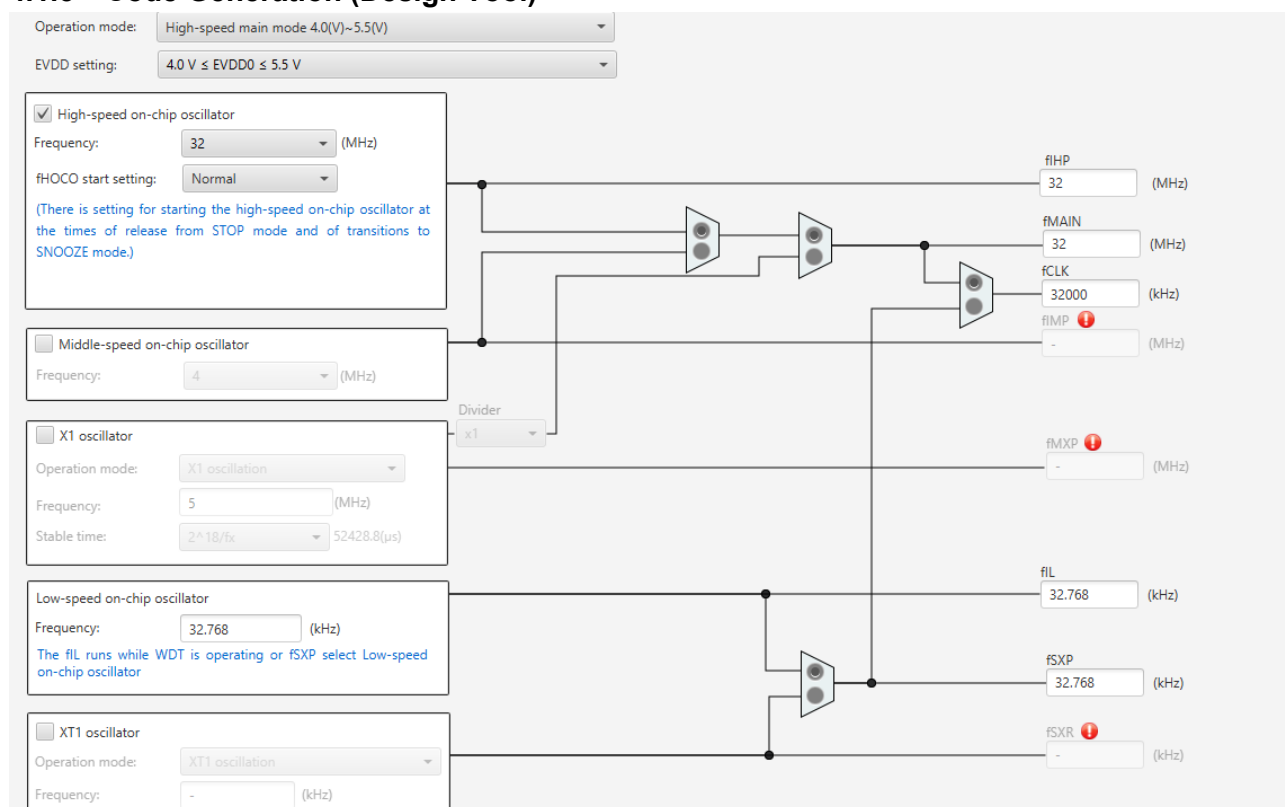 Operation mode: High-speed main mode 4.0(V)~5.5(V)
EVDD setting: 4.0 V ≤ EVDD0 ≤ 5.5 V
High-speed on-chip oscillator
Frequency: 32 (MHz)
fHOCO start setting: Normal
(There is setting for starting the high-speed on-chip oscillator at
the times of release from STOP mode and of transitions to
SNOOZE mode.)
fIHP
32 (MHz)
fMAIN
32 (MHz)
fCLK
32000 (kHz)
fIMP
- (MHz)
Middle-speed on-chip oscillator
Frequency: 4 (MHz)
Divider
x1
X1 oscillator
Operation mode: X1 oscillation
Frequency: 5 (MHz)
Stable time: 2^18/fx 52428.8(μs)
fMXP
- (MHz)
Low-speed on-chip oscillator
Frequency: 32.768 (kHz)
The fIL runs while WDT is operating or fSXP select Low-speed
on-chip oscillator
fIL
32.768 (kHz)
fSXP
32.768 (kHz)
XT1 oscillator
Operation mode: XT1 oscillation
Frequency: - (kHz)
fSXR
- (kHz)